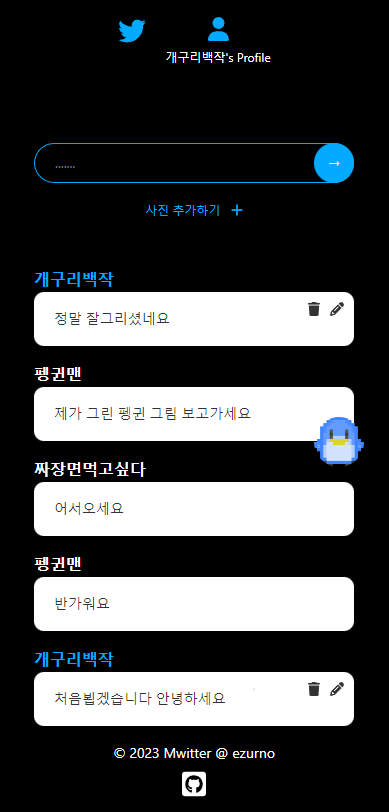 개구리백작's Profile
.......
사진 추가하기 +
개구리백작
정말 잘그리셨네요
펭귄맨
제가 그린 펭귄 그림 보고가세요
짜장면먹고싶다
어서오세요
펭귄맨
반가워요
개구리백작
처음뵙겠습니다 안녕하세요
© 2023 Mwitter @ ezurno